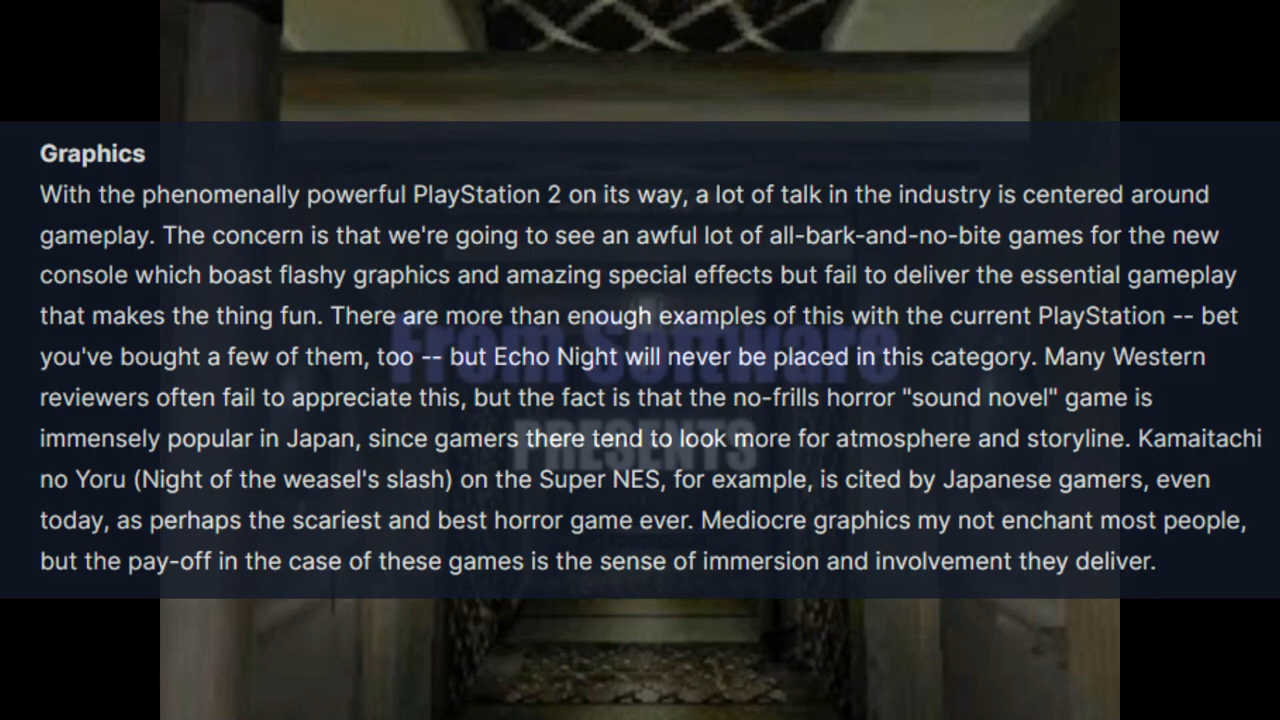 Graphics
With the phenomenally powerful PlayStation 2 on its way, a lot of talk in the industry is centered around
gameplay. The concern is that we're going to see an awful lot of all-bark-and-no-bite games for the new
console which boast flashy graphics and amazing special effects but fail to deliver the essential gameplay
that makes the thing fun. There are more than enough examples of this with the current PlayStation -- bet
you've bought a few of them, too -- but Echo Night will never be placed in this category. Many Western
reviewers often fail to appreciate this, but the fact is that the no-frills horror "sound novel" game is
immensely popular in Japan, since gamers there tend to look more for atmosphere and storyline. Kamaitachi
no Yoru (Night of the weasel's slash) on the Super NES, for example, is cited by Japanese gamers, even
today, as perhaps the scariest and best horror game ever. Mediocre graphics my not enchant most people,
but the pay-off in the case of these games is the sense of immersion and involvement they deliver.
From Software
PRESENTS